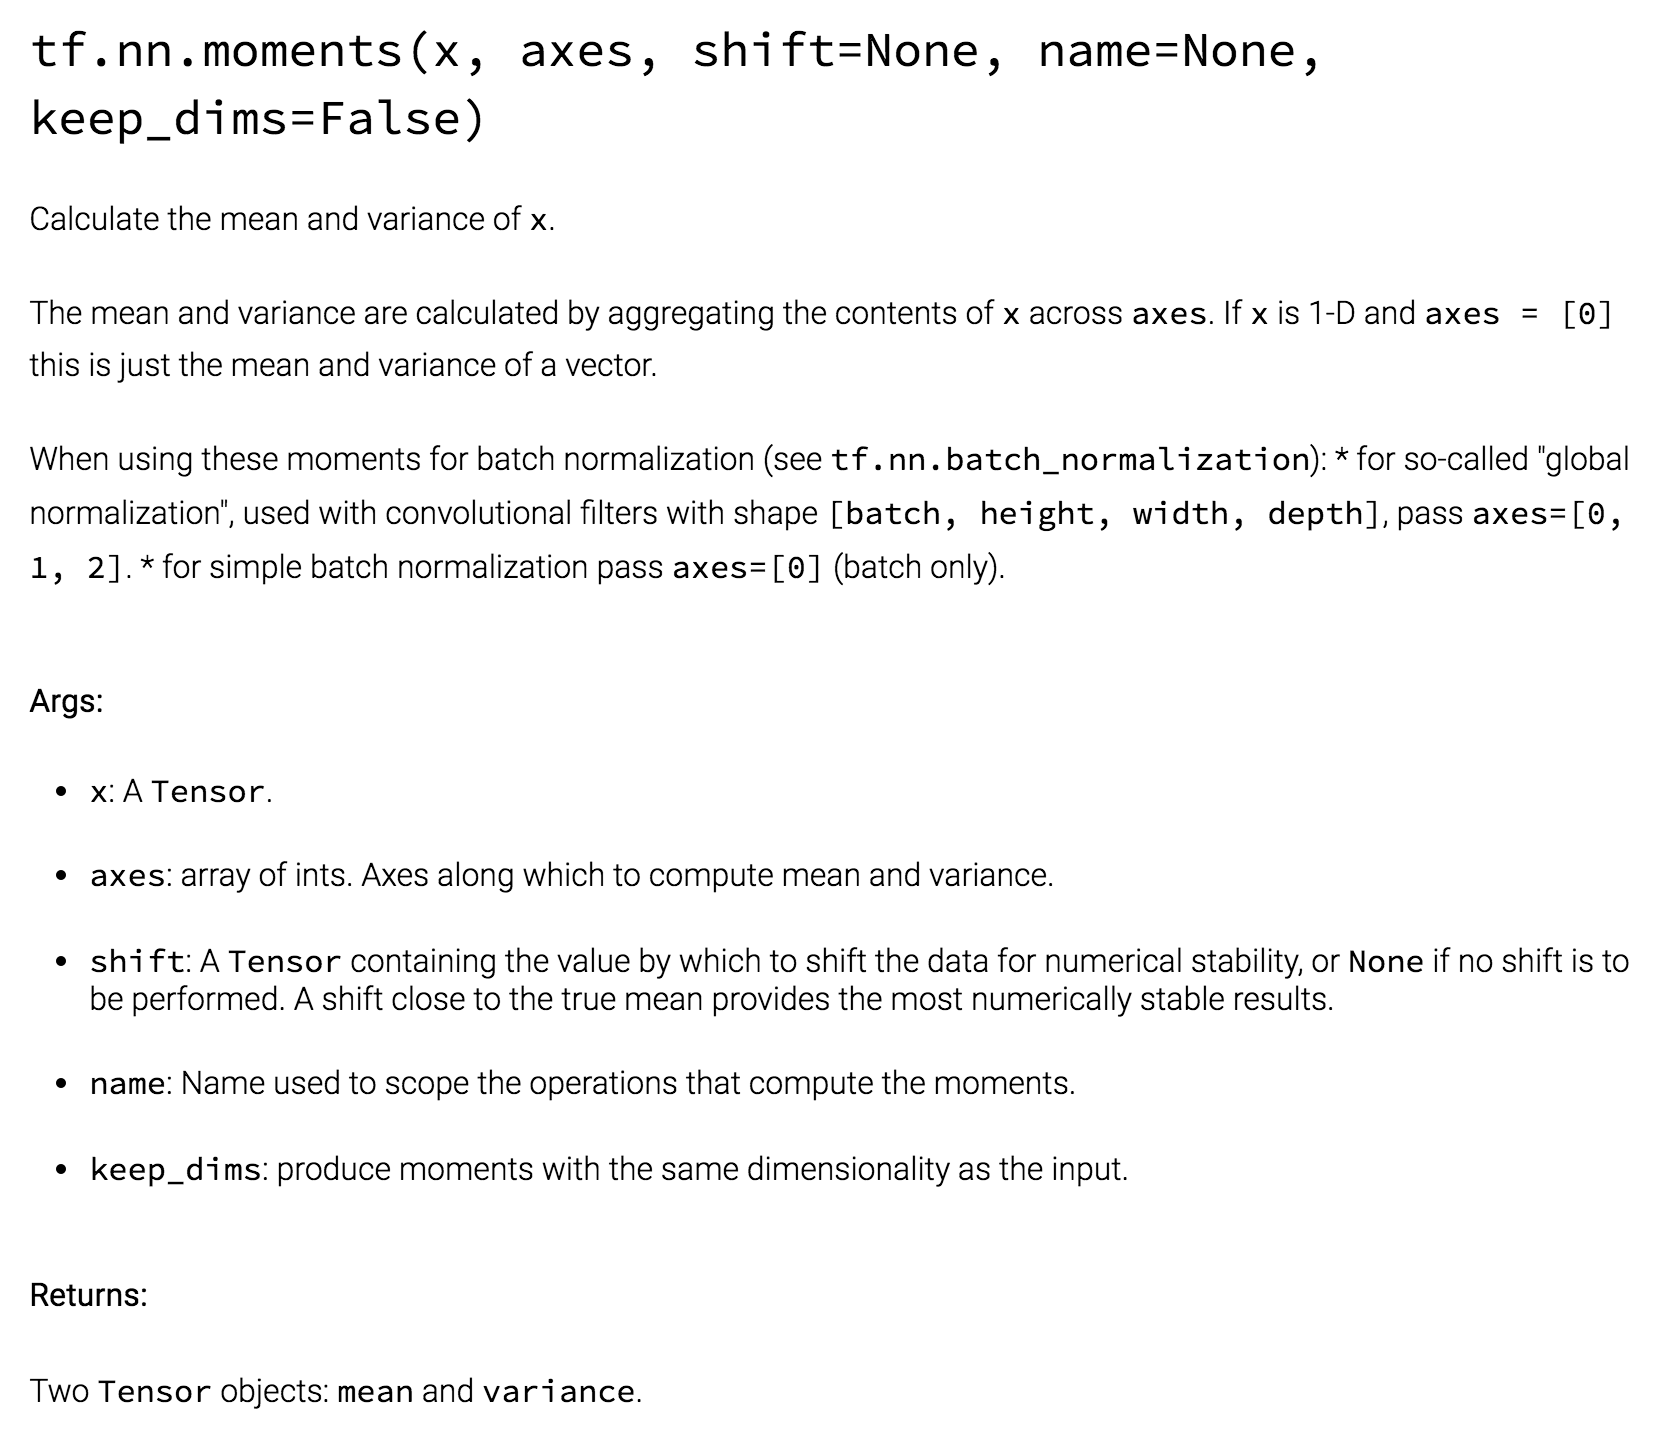 tf.nn.moments(x, axes, shift=None, name=None,
keep_dims=False)
Calculate the mean and variance of x.
The mean and variance are calculated by aggregating the contents of x across axes. If x is 1-D and axes = [0]
this is just the mean and variance of a vector.
When using these moments for batch normalization (see tf.nn.batch_normalization): * for so-called "global
normalization", used with convolutional filters with shape [batch, height, width, depth], pass axes=[0,
1, 2]. * for simple batch normalization pass axes=[0] (batch only).
Args:
• x: A Tensor.
• axes: array of ints. Axes along which to compute mean and variance.
• shift: A Tensor containing the value by which to shift the data for numerical stability, or None if no shift is to
be performed. A shift close to the true mean provides the most numerically stable results.
• name: Name used to scope the operations that compute the moments.
• keep_dims: produce moments with the same dimensionality as the input.
Returns:
Two Tensor objects: mean and variance.